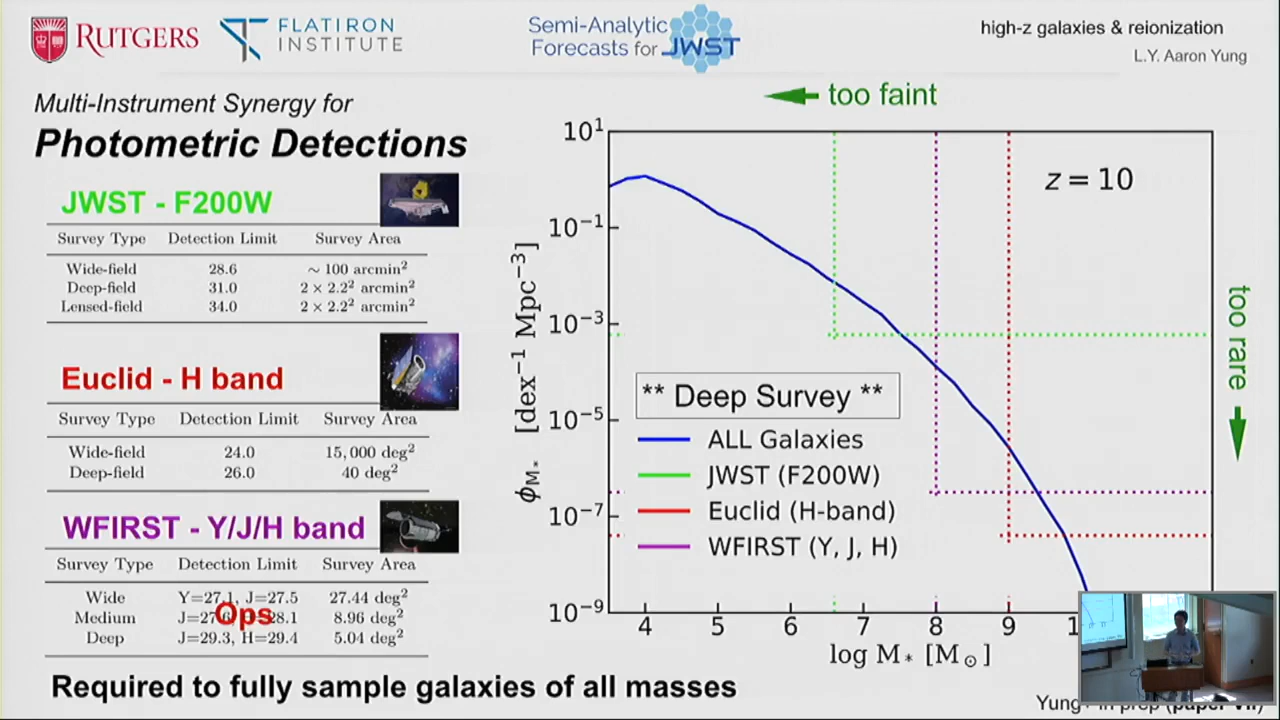 RUTGERS
FLATIRON
INSTITUTE
Semi-Analytic
Forecasts for JWST
high-z galaxies & reionization
L.Y. Aaron Yung
Multi-Instrument Synergy for
Photometric Detections
JWST - F200W
Survey Type Detection Limit Survey Area
Wide-field 28.6 ~ 100 arcmin²
Deep-field 31.0 2 × 2.2² arcmin²
Lensed-field 34.0 2 × 2.2² arcmin²
Euclid - H band
Survey Type Detection Limit Survey Area
Wide-field 24.0 15,000 deg²
Deep-field 26.0 40 deg²
WFIRST - Y/J/H band
Survey Type Detection Limit Survey Area
Wide Y=27.1, J=27.5 27.44 deg²
Medium 28.1 8.96 deg²
Ops
Deep J=29.3, H=29.4 5.04 deg²
too faint
too rare
z = 10
10¹
10⁻¹
10⁻³
10⁻⁵
10⁻⁷
10⁻⁹
ϕM* [dex⁻¹ Mpc⁻³]
** Deep Survey **
ALL Galaxies
JWST (F200W)
Euclid (H-band)
WFIRST (Y, J, H)
4 5 6 7 8 9
log M* [M⊙]
Required to fully sample galaxies of all masses
Yung+ in prep (paper VII)